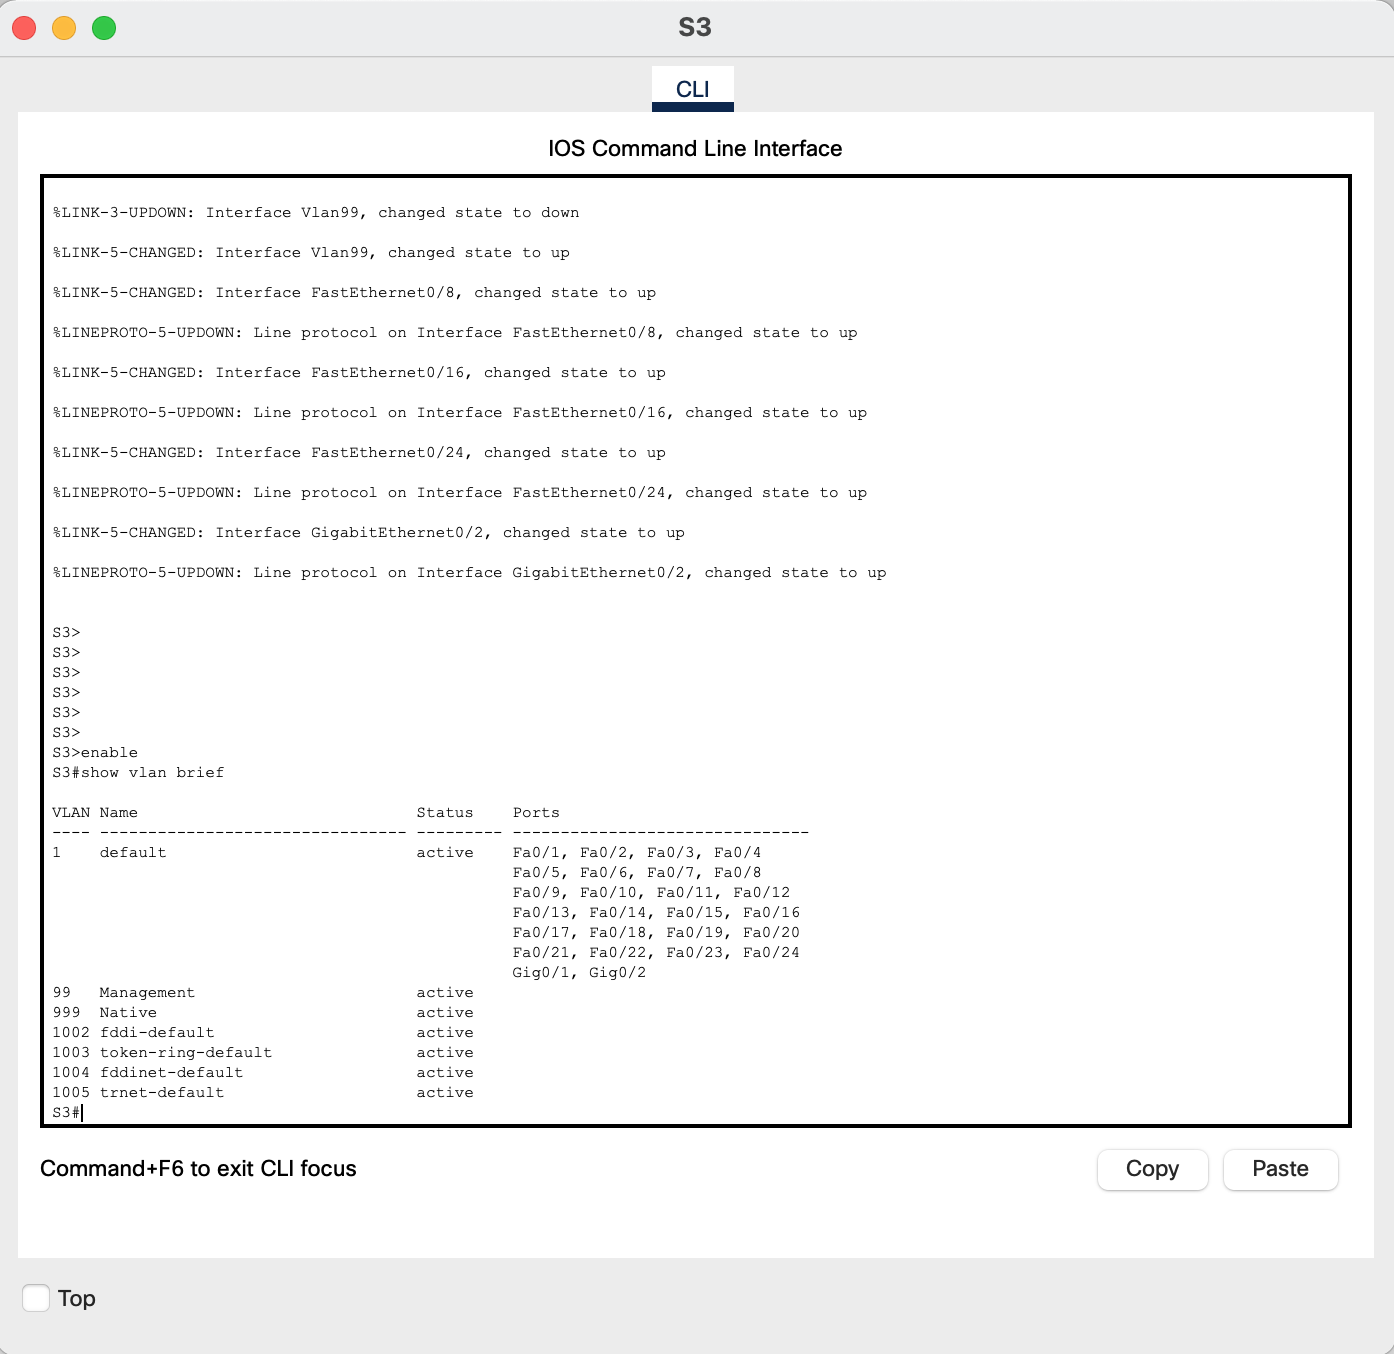 S3
CLI
IOS Command Line Interface
%LINK-3-UPDOWN: Interface Vlan99, changed state to down
%LINK-5-CHANGED: Interface Vlan99, changed state to up
%LINK-5-CHANGED: Interface FastEthernet0/8, changed state to up
%LINEPROTO-5-UPDOWN: Line protocol on Interface FastEthernet0/8, changed state to up
%LINK-5-CHANGED: Interface FastEthernet0/16, changed state to up
%LINEPROTO-5-UPDOWN: Line protocol on Interface FastEthernet0/16, changed state to up
%LINK-5-CHANGED: Interface FastEthernet0/24, changed state to up
%LINEPROTO-5-UPDOWN: Line protocol on Interface FastEthernet0/24, changed state to up
%LINK-5-CHANGED: Interface GigabitEthernet0/2, changed state to up
%LINEPROTO-5-UPDOWN: Line protocol on Interface GigabitEthernet0/2, changed state to up
S3>
S3>
S3>
S3>
S3>
S3>
S3>enable
S3#show vlan brief
VLAN Name                             Status    Ports
---- -------------------------------- --------- -------------------------------
1    default                          active    Fa0/1, Fa0/2, Fa0/3, Fa0/4
                                                Fa0/5, Fa0/6, Fa0/7, Fa0/8
                                                Fa0/9, Fa0/10, Fa0/11, Fa0/12
                                                Fa0/13, Fa0/14, Fa0/15, Fa0/16
                                                Fa0/17, Fa0/18, Fa0/19, Fa0/20
                                                Fa0/21, Fa0/22, Fa0/23, Fa0/24
                                                Gig0/1, Gig0/2
99   Management                       active
999  Native                           active
1002 fddi-default                     active
1003 token-ring-default               active
1004 fddinet-default                  active
1005 trnet-default                    active
S3#
Command+F6 to exit CLI focus
Copy
Paste
Top